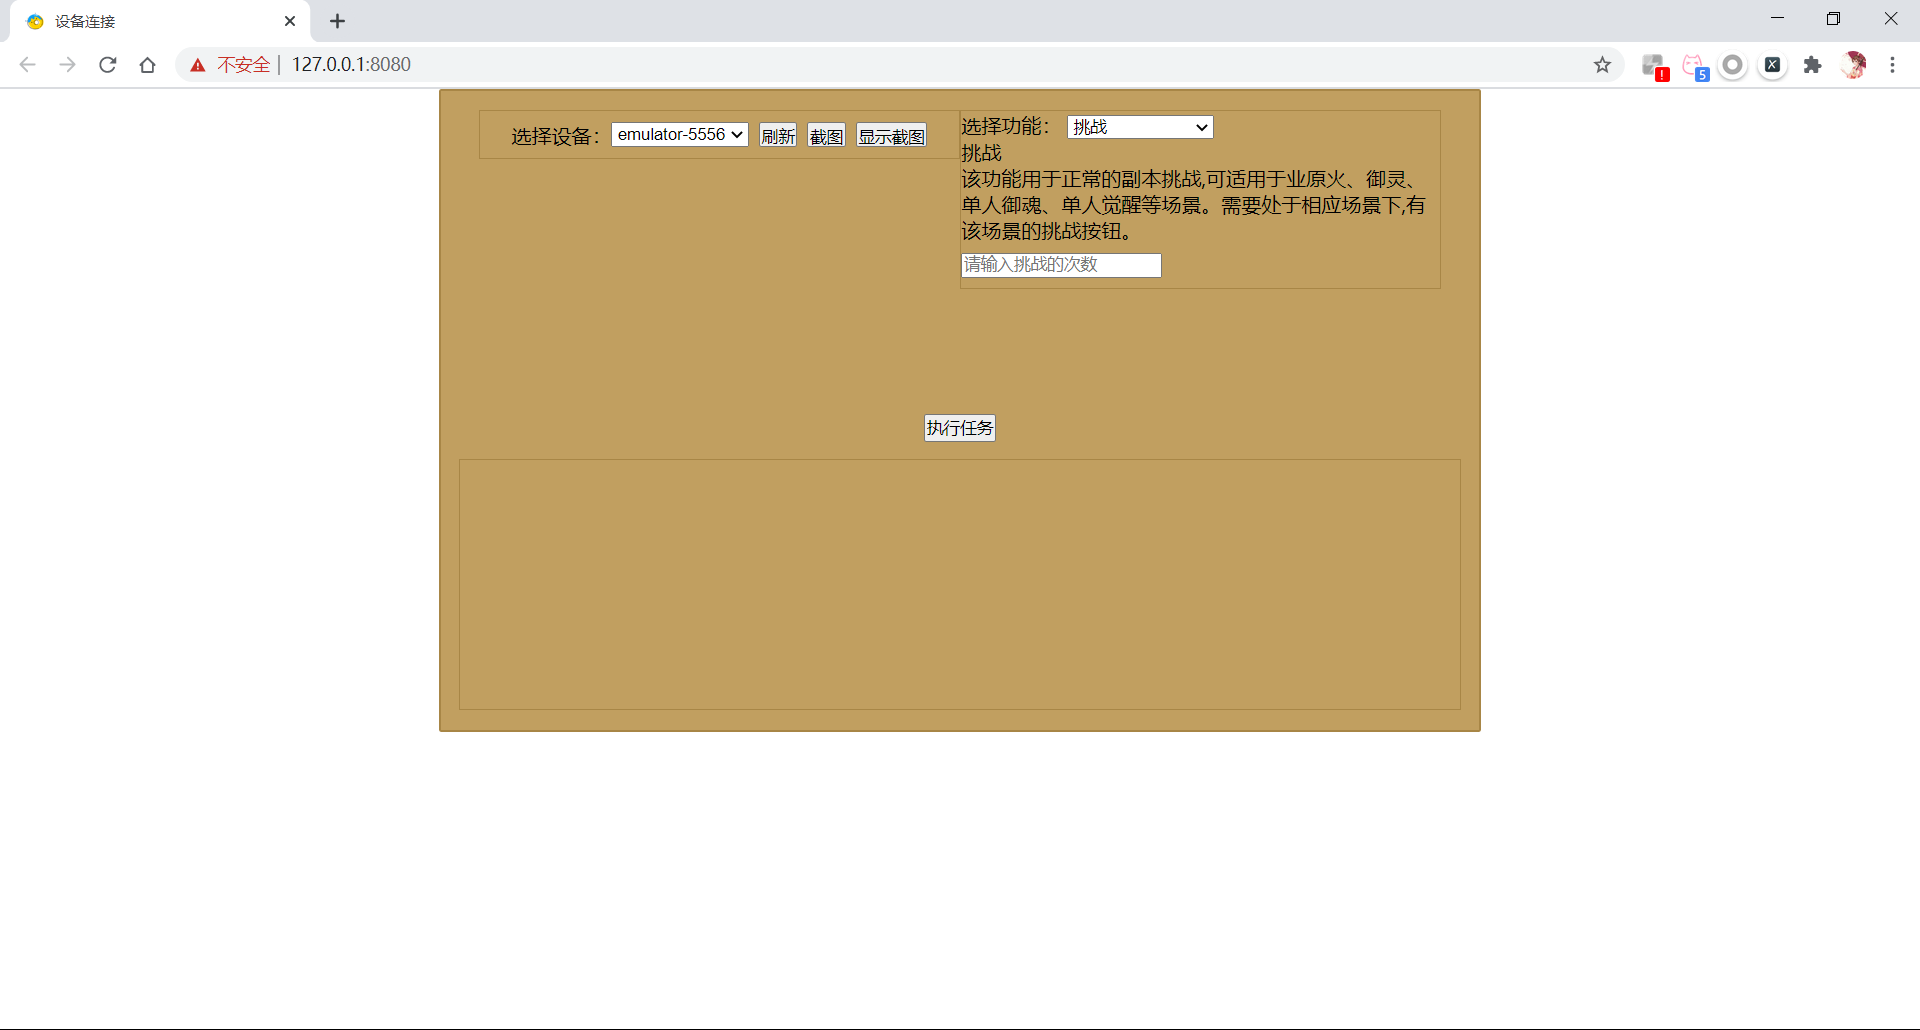 设备连接
不安全 127.0.0.1:8080
! 5 X
选择设备： emulator-5556 刷新 截图 显示截图
选择功能： 挑战
挑战
该功能用于正常的副本挑战,可适用于业原火、御灵、
单人御魂、单人觉醒等场景。需要处于相应场景下,有
该场景的挑战按钮。
请输入挑战的次数
执行任务